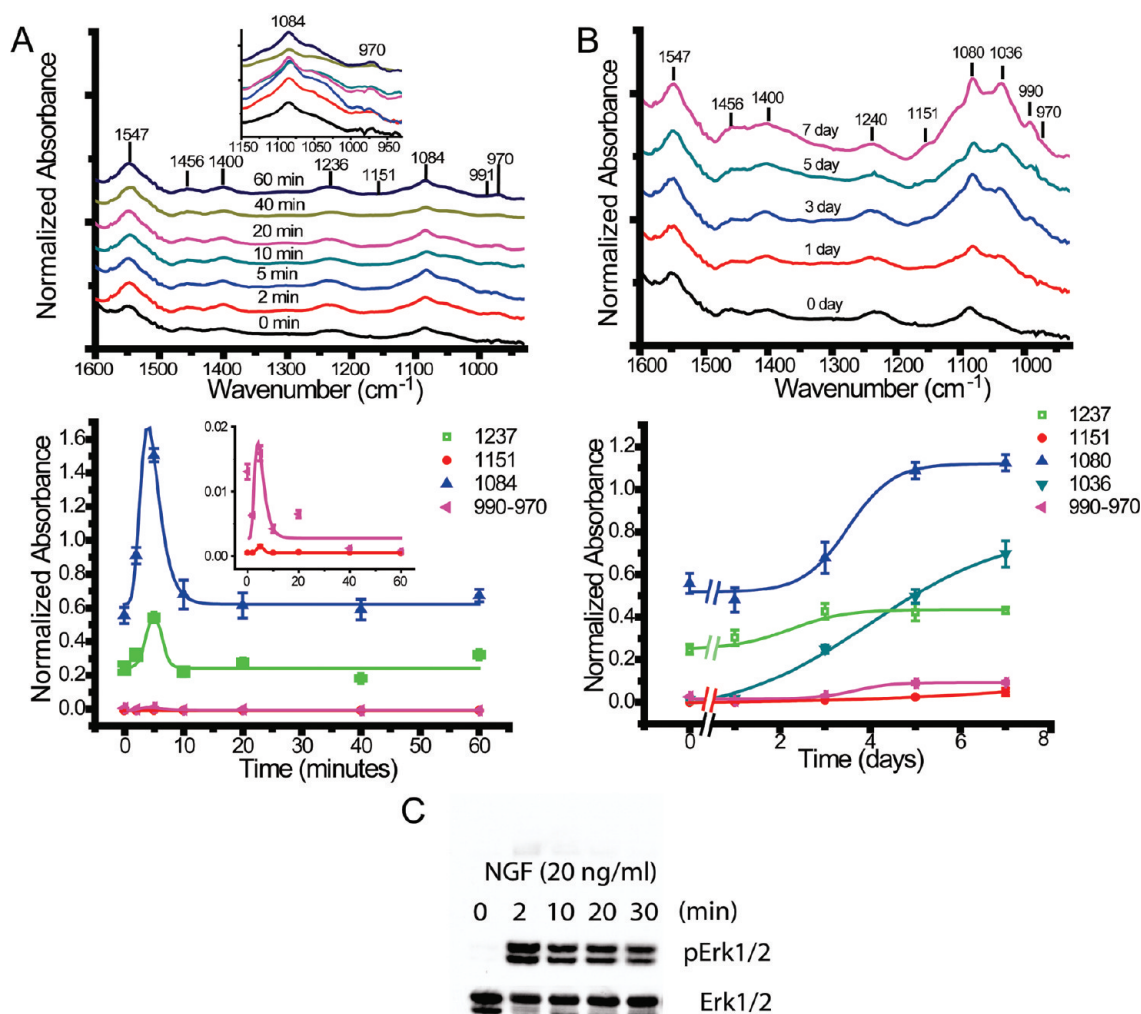 A
1084
970
1150 1100 1050 1000 950
1547
1456
1400
1236
1151
1084
991
970
60 min
40 min
20 min
10 min
5 min
2 min
0 min
Normalized Absorbance
1600 1500 1400 1300 1200 1100 1000
Wavenumber (cm-1)
B
1547
1456
1400
1240
1151
1080
1036
990
970
7 day
5 day
3 day
1 day
0 day
Normalized Absorbance
1600 1500 1400 1300 1200 1100 1000
Wavenumber (cm-1)
1.6
1.4
1.2
1.0
0.8
0.6
0.4
0.2
0.0
Normalized Absorbance
0 10 20 30 40 50 60
Time (minutes)
0.02
0.01
0.00
0 20 40 60
1237
1151
1084
990-970
1.2
1.0
0.8
0.6
0.4
0.2
0.0
Normalized Absorbance
0 2 4 6 8
Time (days)
1237
1151
1080
1036
990-970
C
NGF (20 ng/ml)
0 2 10 20 30 (min)
pErk1/2
Erk1/2